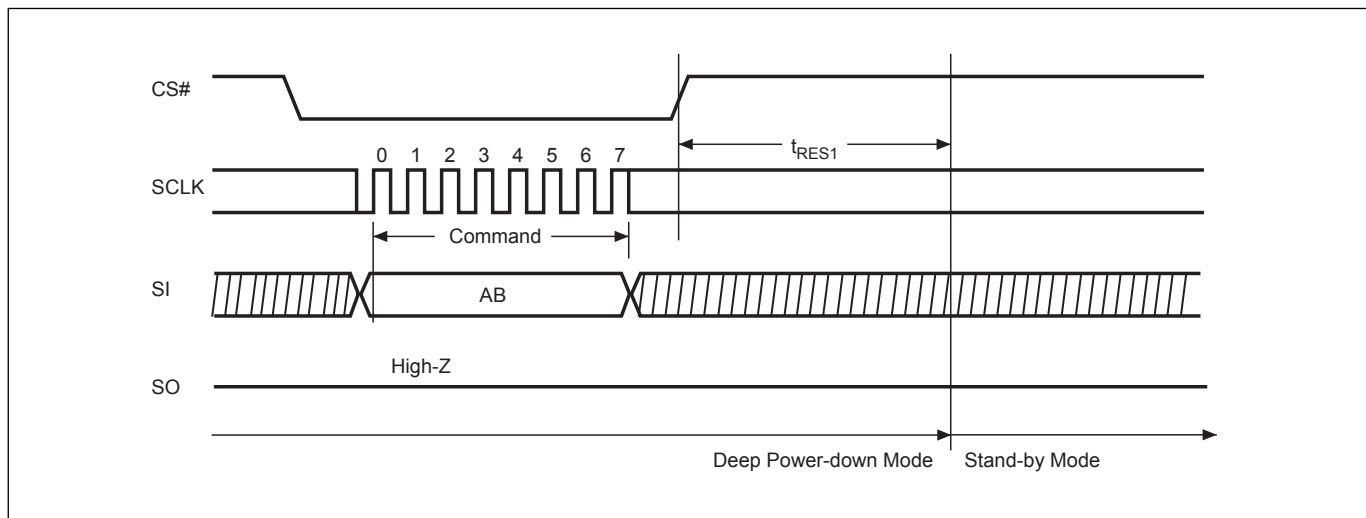 CS#
t_RES1
0 1 2 3 4 5 6 7
SCLK
Command
SI
AB
High-Z
SO
Deep Power-down Mode Stand-by Mode